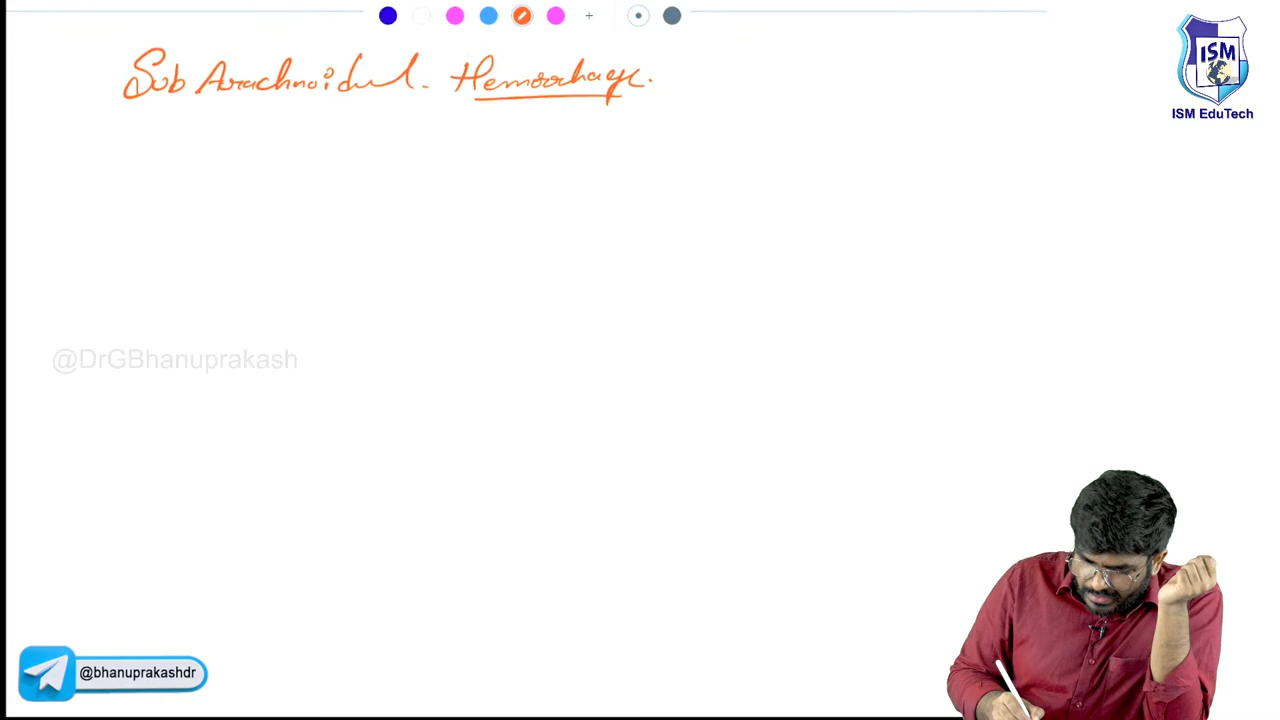 Sub Arachnoidal. Hemorrhage.
ISM
ISM EduTech
@DrGBhanuprakash
@bhanuprakashdr